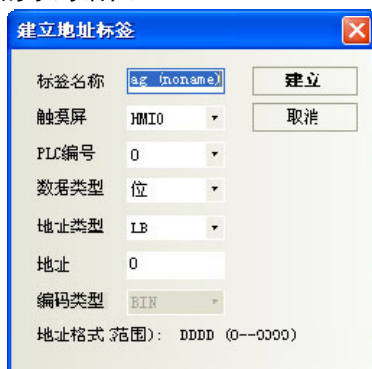 建立地址标签
标签名称 ag (noname) 建立
触摸屏 HMI0 取消
PLC编号 0
数据类型 位
地址类型 LB
地址 0
编码类型 BIN
地址格式(范围): DDDD (0--9999)